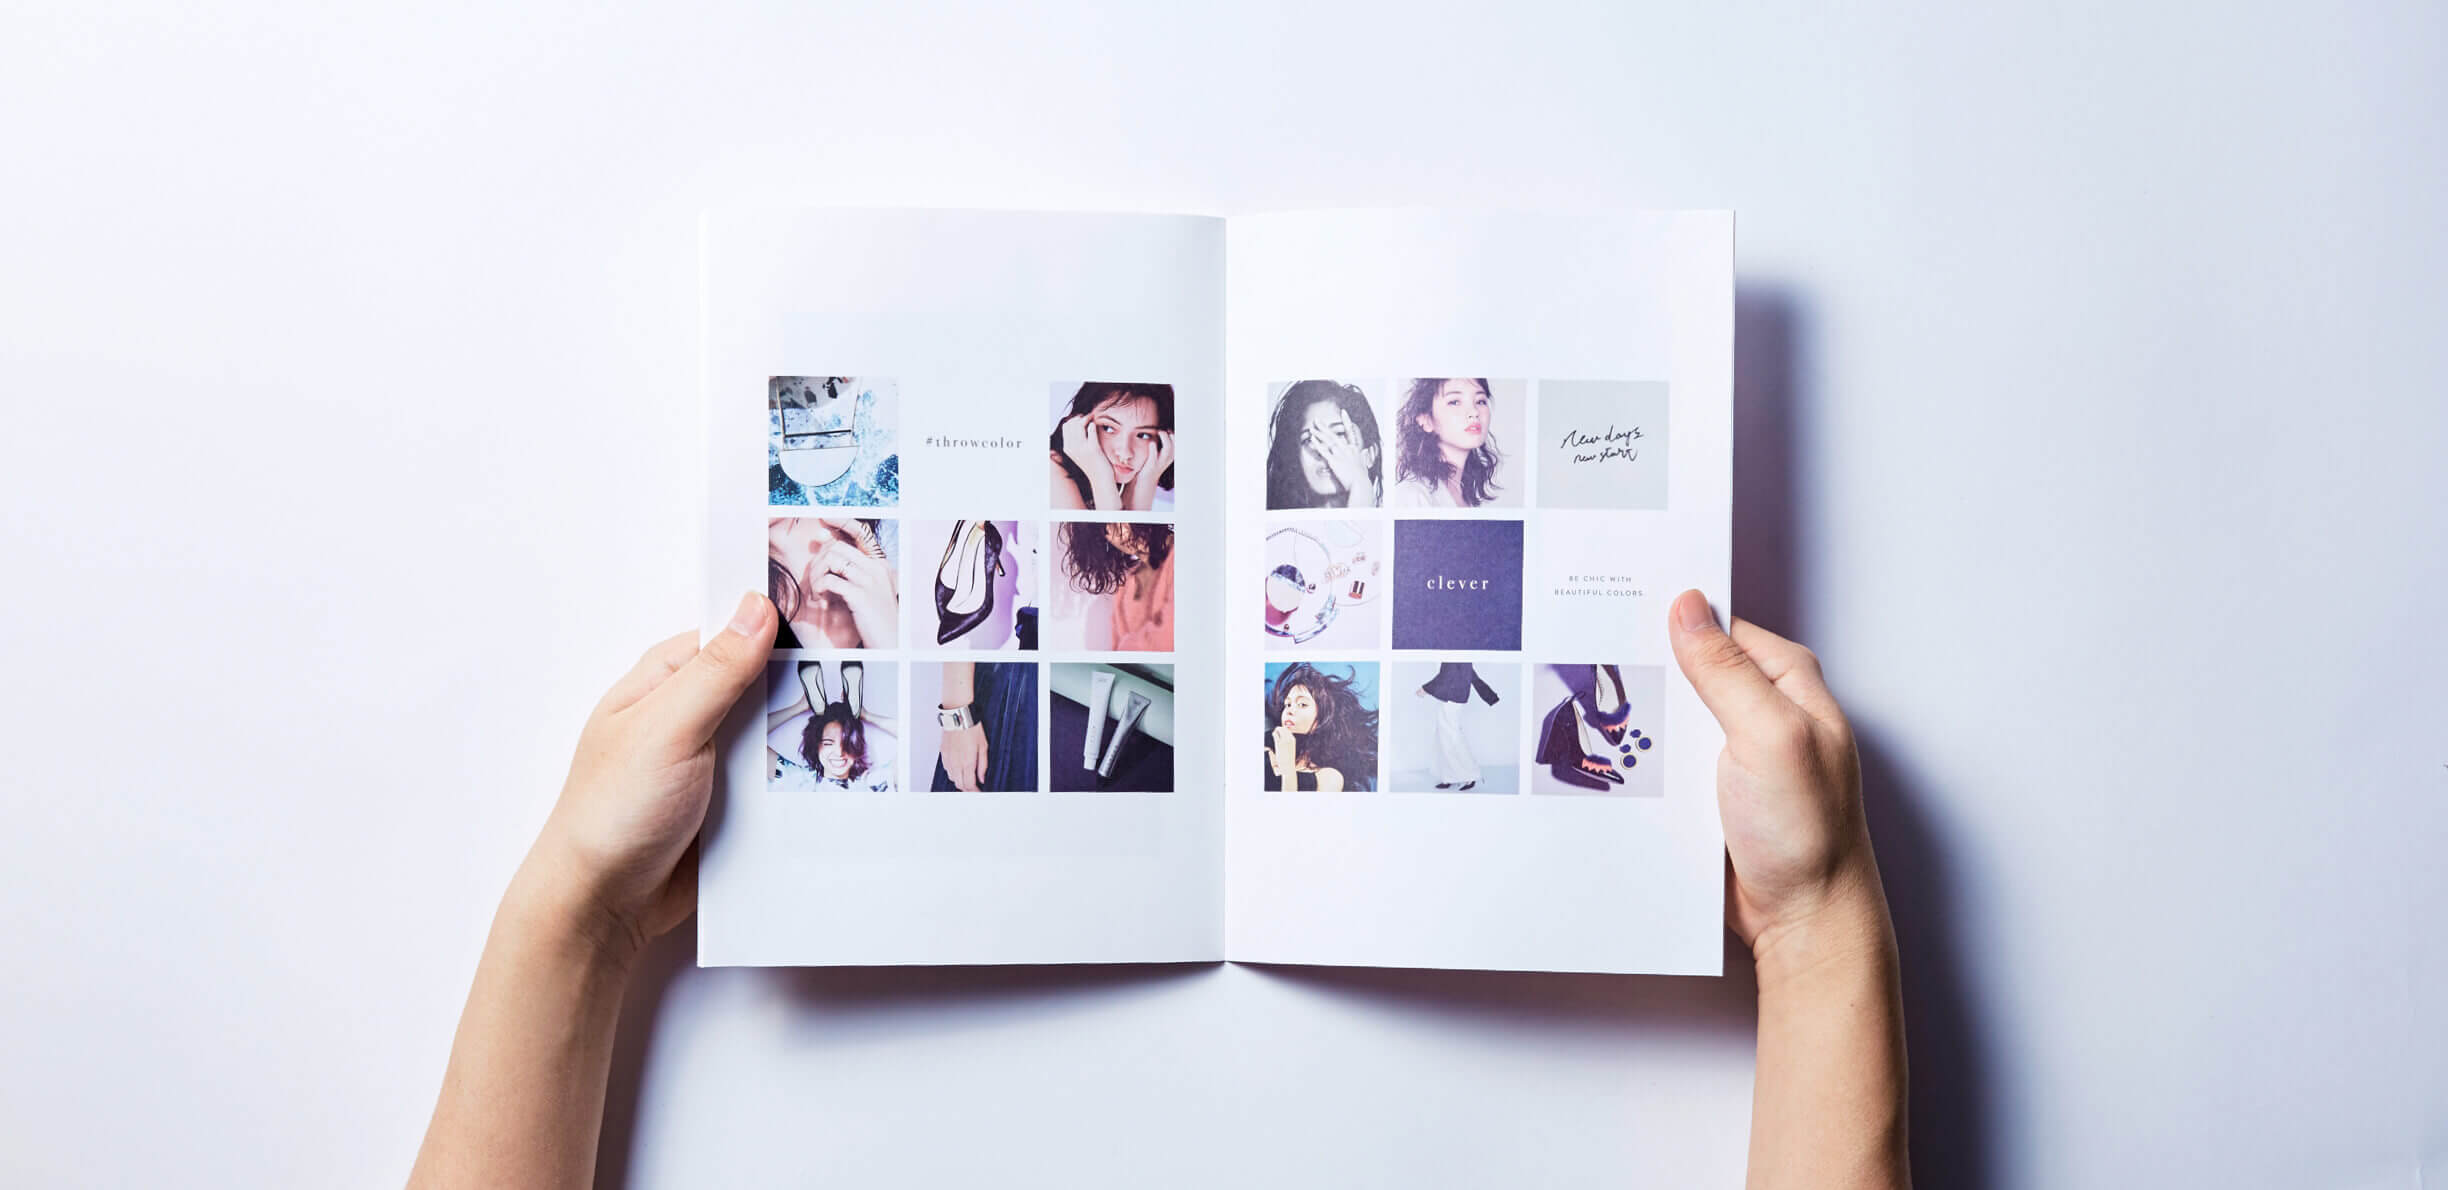 #throwcolor
New days
new start
clever
BE CHIC WITH
BEAUTIFUL COLORS.